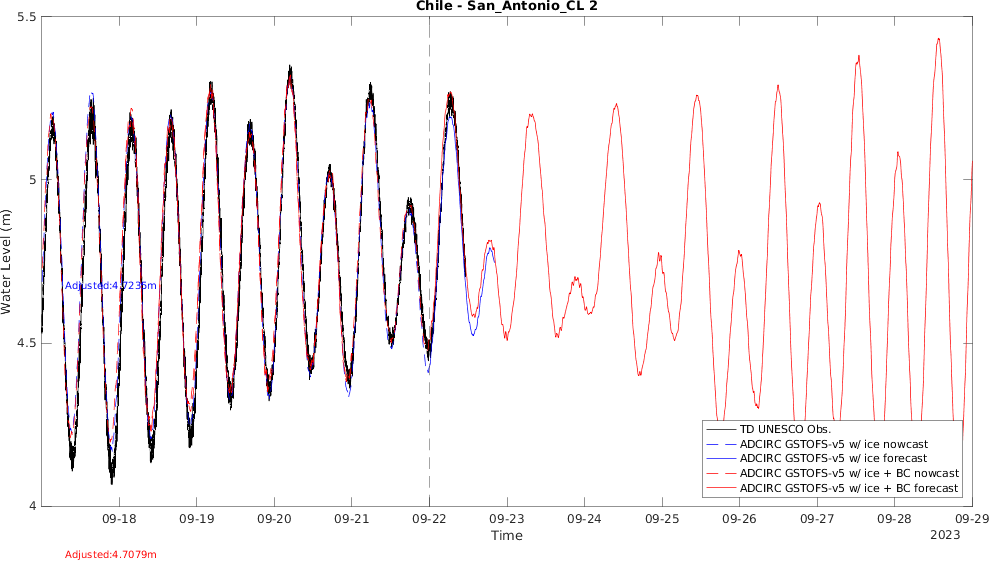 Chile - San_Antonio_CL 2
5.5
5
4.5
4
Water Level (m)
Adjusted:4.7235m
TD UNESCO Obs.
ADCIRC GSTOFS-v5 w/ ice nowcast
ADCIRC GSTOFS-v5 w/ ice forecast
ADCIRC GSTOFS-v5 w/ ice + BC nowcast
ADCIRC GSTOFS-v5 w/ ice + BC forecast
09-18 09-19 09-20 09-21 09-22 09-23 09-24 09-25 09-26 09-27 09-28 09-29
Time
2023
Adjusted:4.7079m